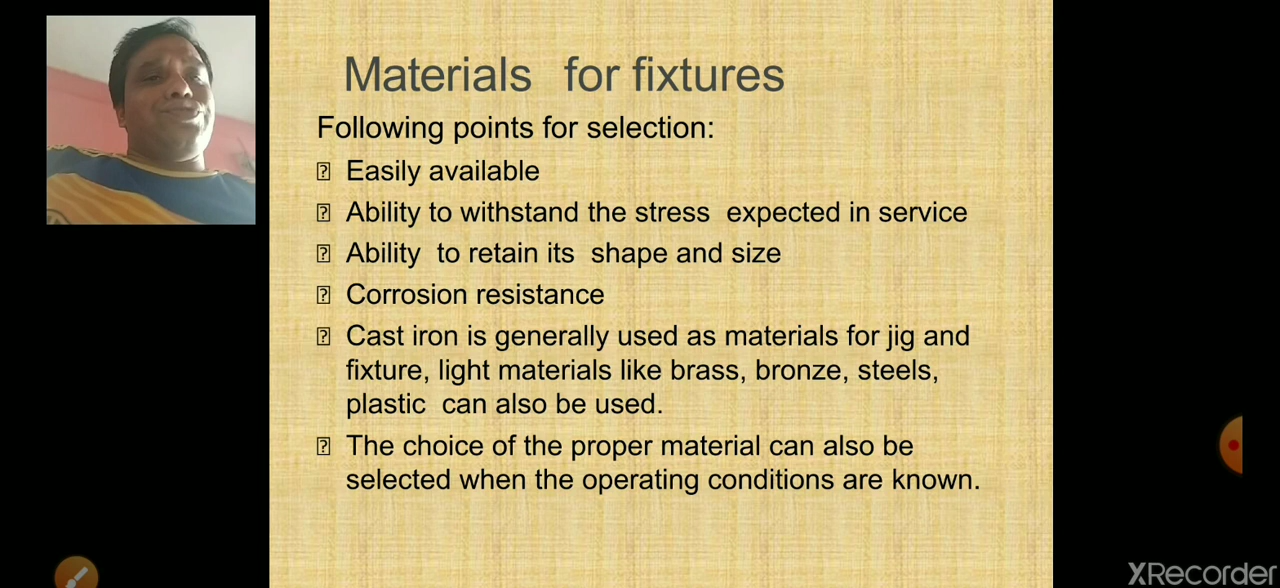 Materials for fixtures
Following points for selection:
Easily available
Ability to withstand the stress expected in service
Ability to retain its shape and size
Corrosion resistance
Cast iron is generally used as materials for jig and
fixture, light materials like brass, bronze, steels,
plastic can also be used.
The choice of the proper material can also be
selected when the operating conditions are known.
XRecorder